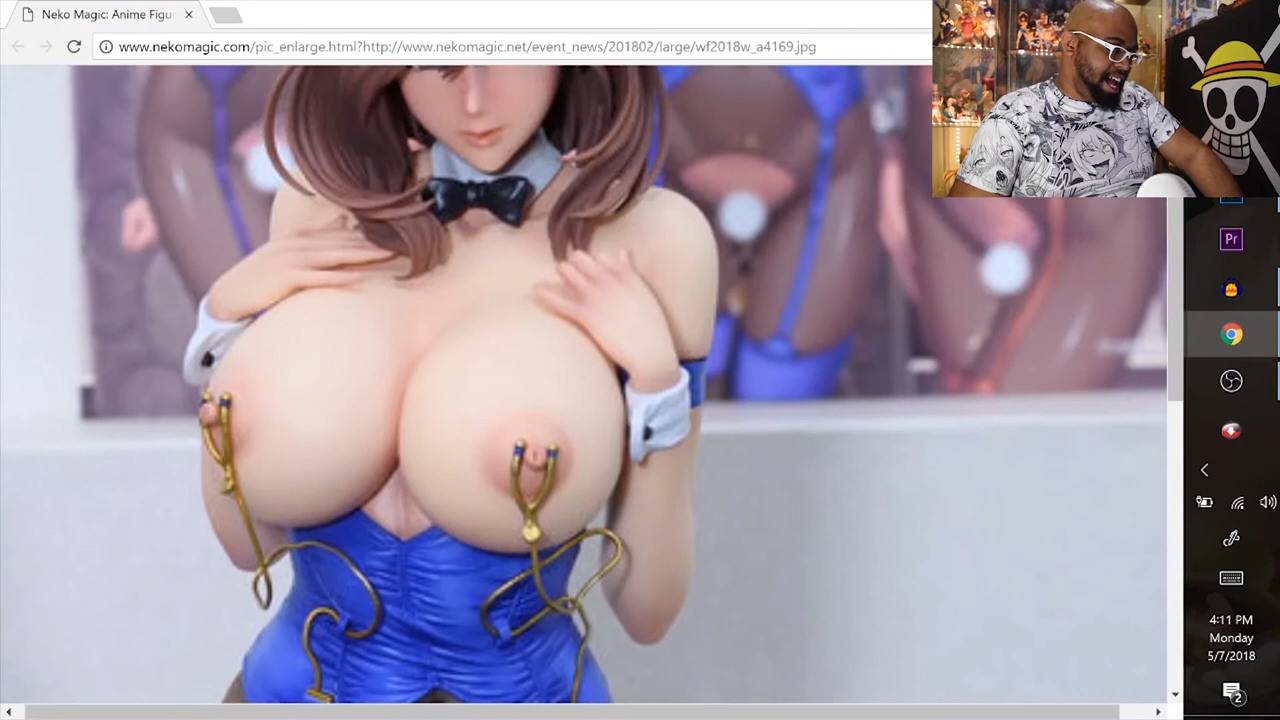 Neko Magic: Anime Figur
www.nekomagic.com/pic_enlarge.html?http://www.nekomagic.net/event_news/201802/large/wf2018w_a4169.jpg
Pr
4:11 PM
Monday
5/7/2018
2